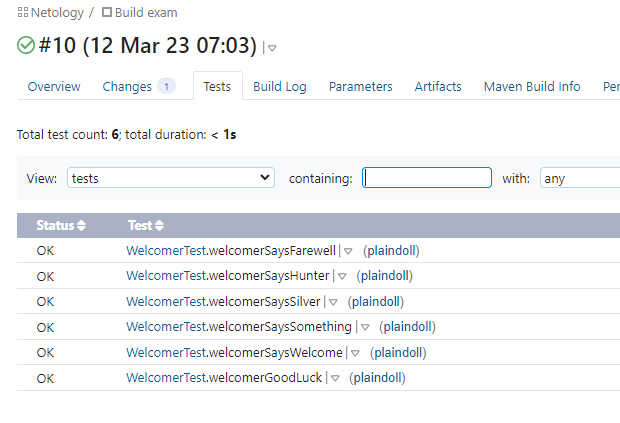 Netology / Build exam
#10 (12 Mar 23 07:03)
Overview Changes 1 Tests Build Log Parameters Artifacts Maven Build Info
Total test count: 6; total duration: < 1s
View: tests containing: with: any
Status Test
OK WelcomerTest.welcomerSaysFarewell (plaindoll)
OK WelcomerTest.welcomerSaysHunter (plaindoll)
OK WelcomerTest.welcomerSaysSilver (plaindoll)
OK WelcomerTest.welcomerSaysSomething (plaindoll)
OK WelcomerTest.welcomerSaysWelcome (plaindoll)
OK WelcomerTest.welcomerGoodLuck (plaindoll)